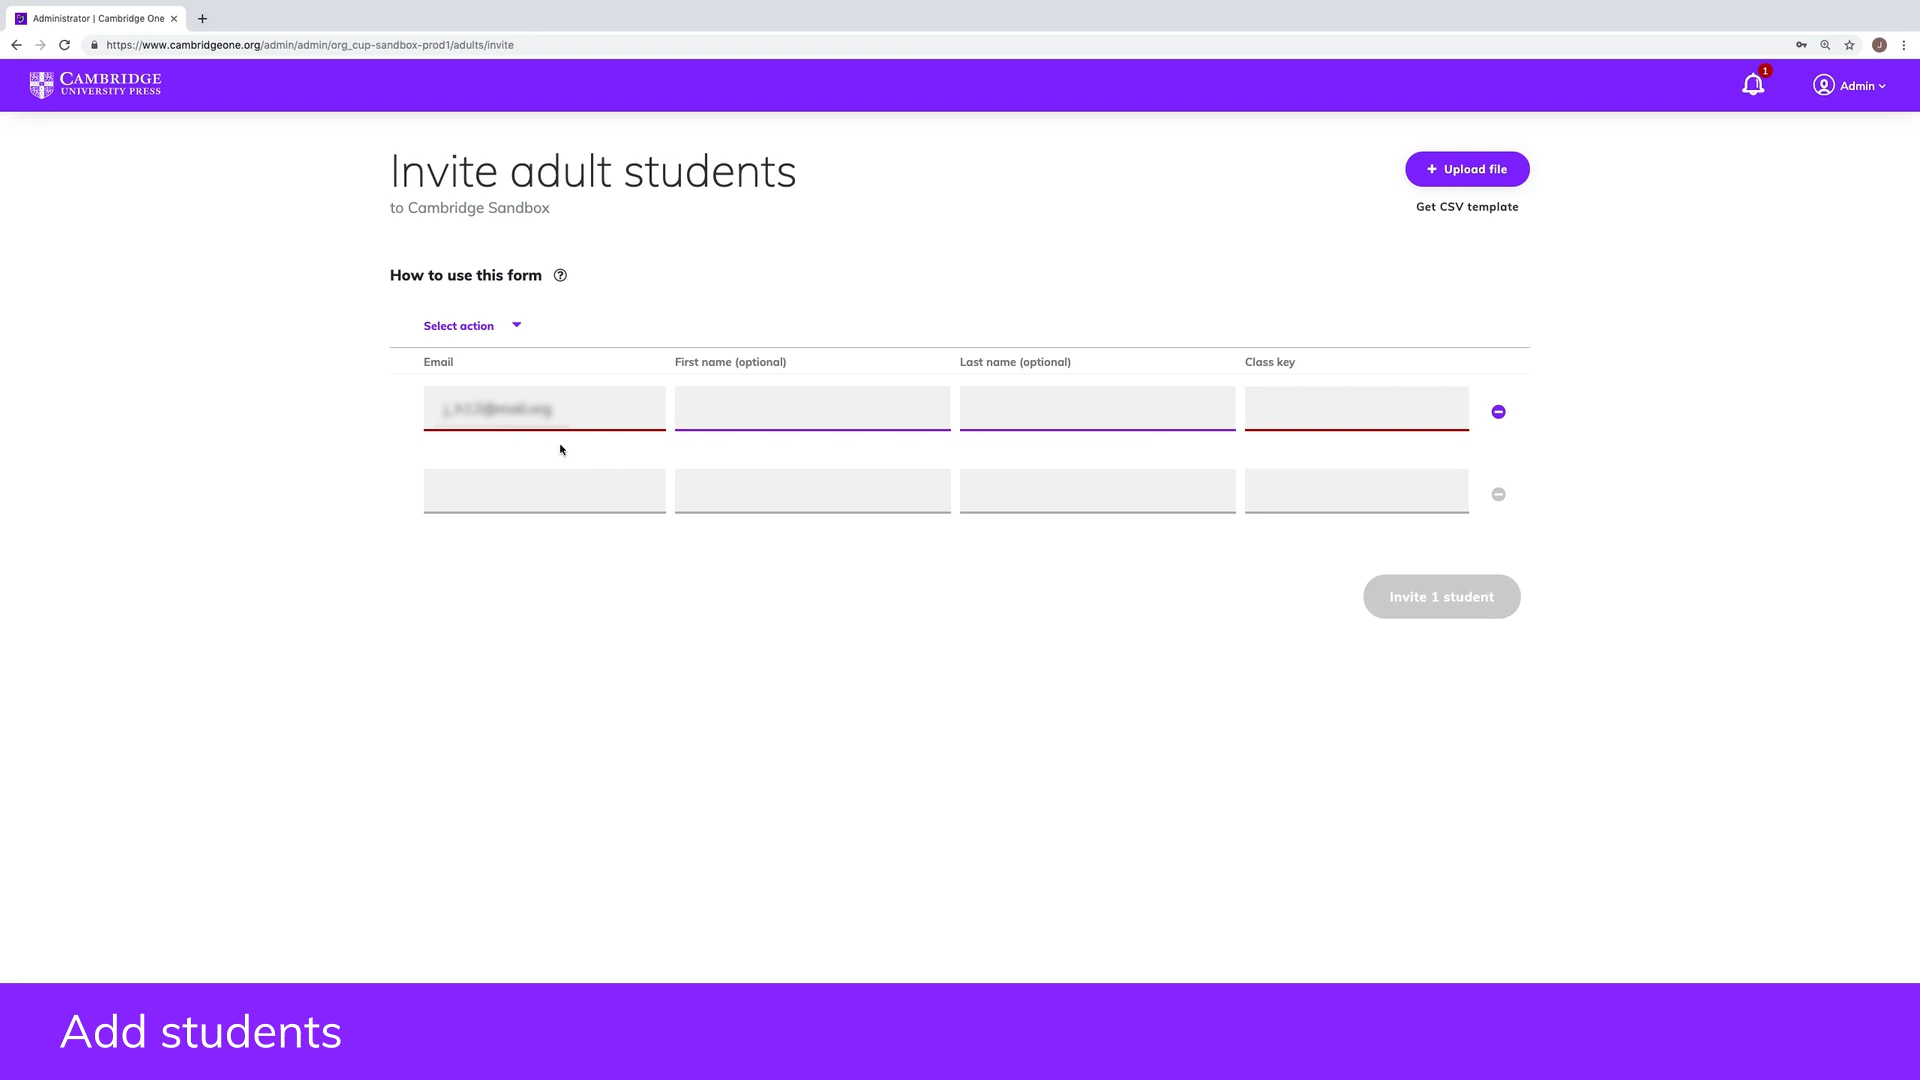 Administrator | Cambridge One
https://www.cambridgeone.org/admin/admin/org_cup-sandbox-prod1/adults/invite
J
CAMBRIDGE
UNIVERSITY PRESS
1
Admin
Invite adult students
to Cambridge Sandbox
+ Upload file
Get CSV template
How to use this form ?
Select action
Email First name (optional) Last name (optional) Class key
Invite 1 student
Add students